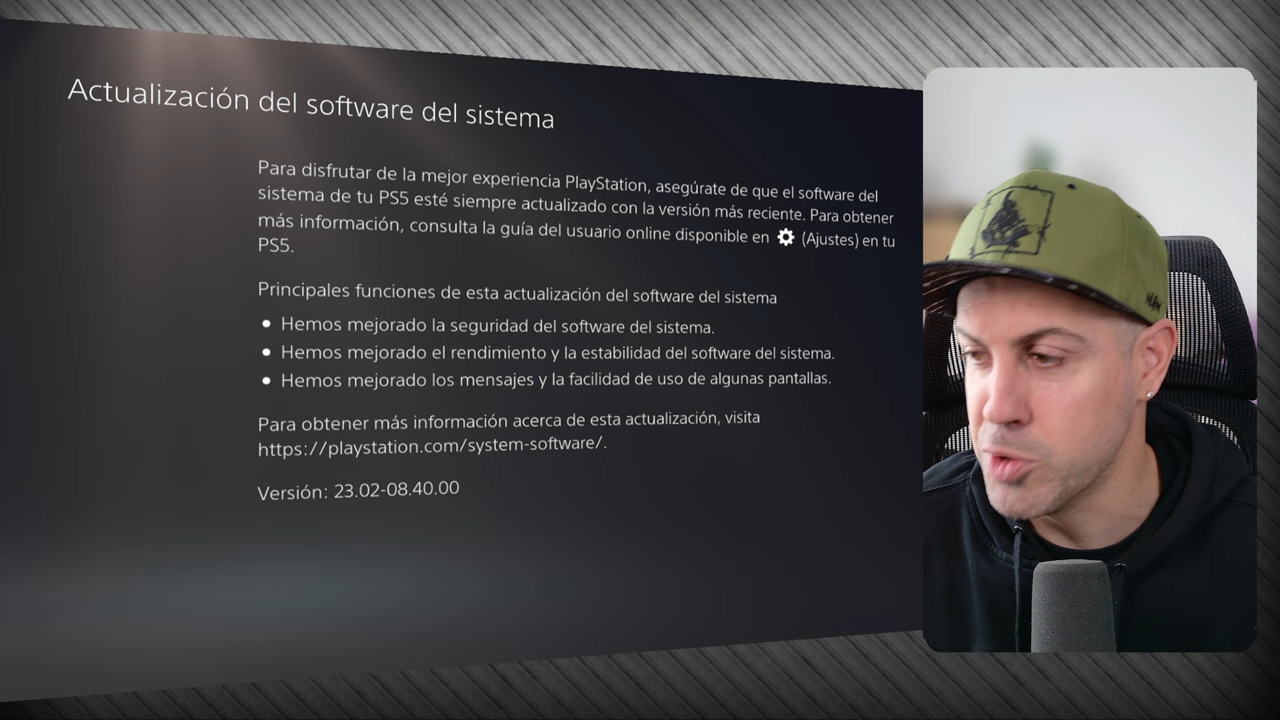 Actualización del software del sistema
Para disfrutar de la mejor experiencia PlayStation, asegúrate de que el software del
sistema de tu PS5 esté siempre actualizado con la versión más reciente. Para obtener
más información, consulta la guía del usuario online disponible en (Ajustes) en tu
PS5.
Principales funciones de esta actualización del software del sistema
Hemos mejorado la seguridad del software del sistema.
Hemos mejorado el rendimiento y la estabilidad del software del sistema.
Hemos mejorado los mensajes y la facilidad de uso de algunas pantallas.
Para obtener más información acerca de esta actualización, visita
https://playstation.com/system-software/.
Versión: 23.02-08.40.00